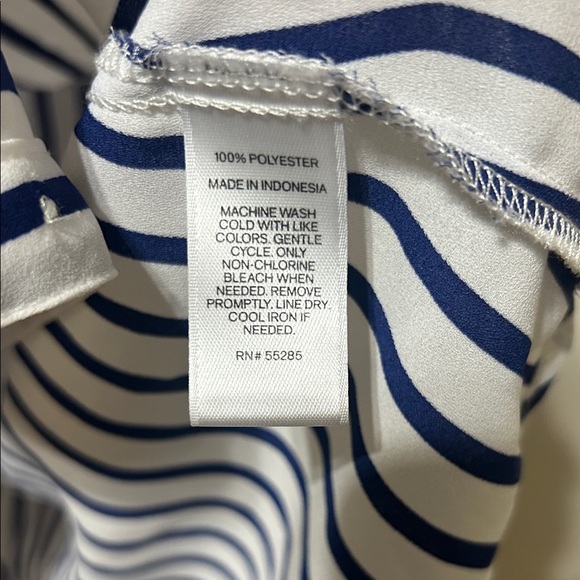 100% POLYESTER
MADE IN INDONESIA
MACHINE WASH
COLD WITH LIKE
COLORS. GENTLE
CYCLE. ONLY
NON-CHLORINE
BLEACH WHEN
NEEDED. REMOVE
PROMPTLY. LINE DRY.
COOL IRON IF
NEEDED.
RN# 55285